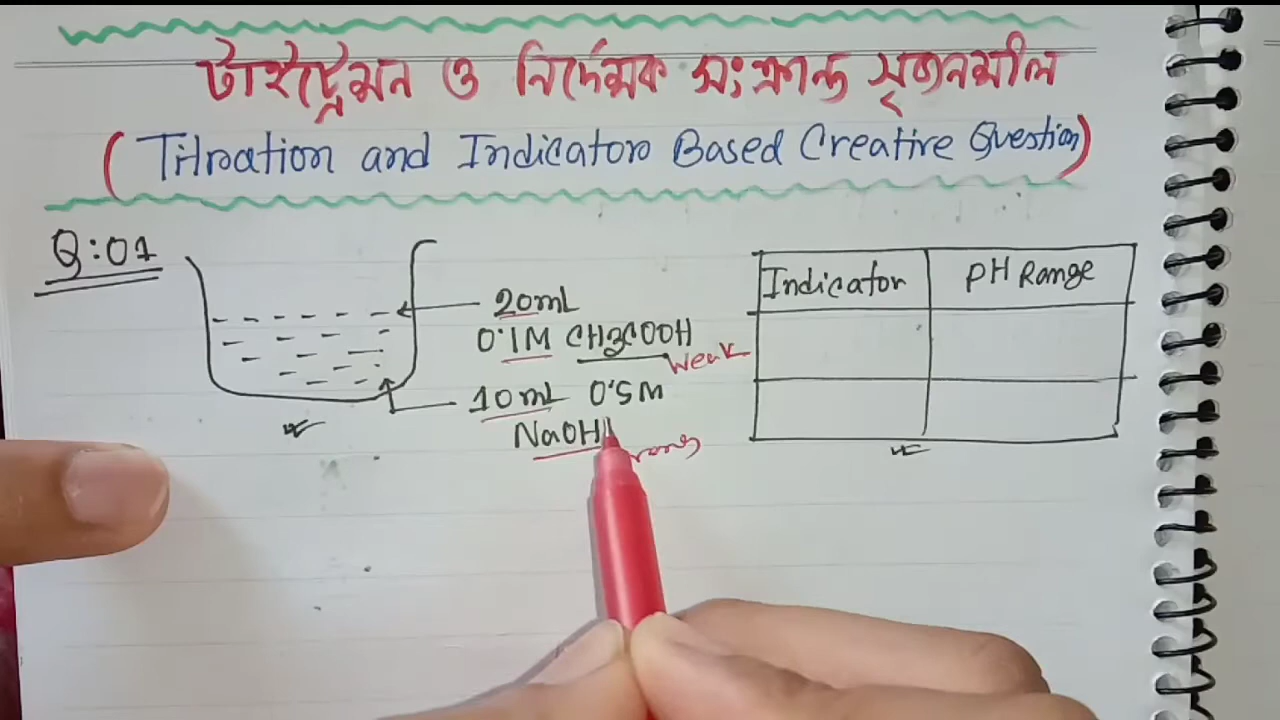 টাইট্রেশন ও নির্দেশক সংক্রান্ত সৃজনশীল
(Titration and Indicator Based Creative Question)
Q:01
20mL
0.1M CH3COOH
Weak
10mL 0.5M
NaOH
Indicator PH Range